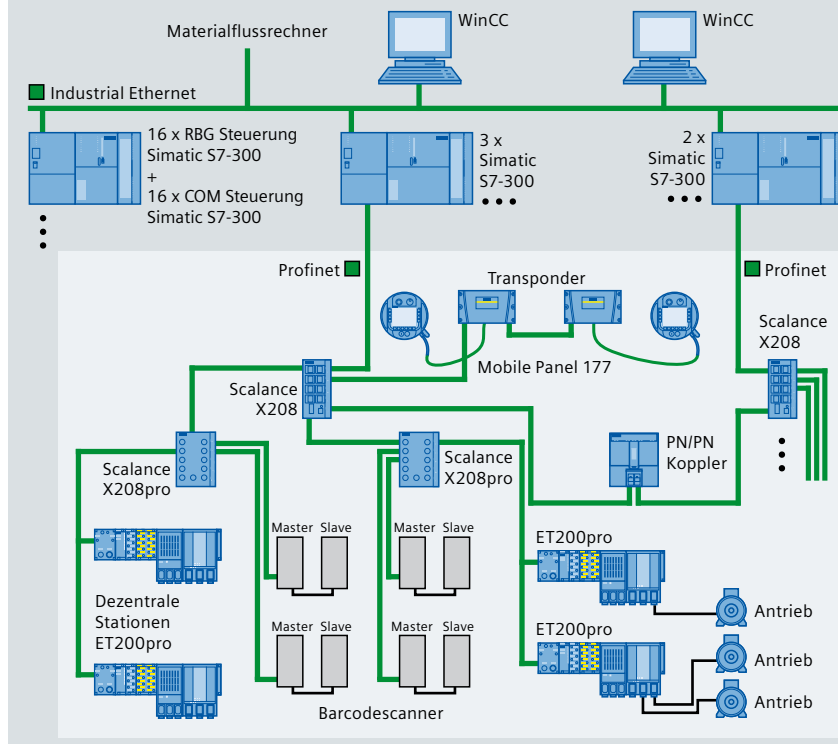 Materialflussrechner
WinCC
WinCC
Industrial Ethernet
16 x RBG Steuerung
Simatic S7-300
+
16 x COM Steuerung
Simatic S7-300
3 x
Simatic
S7-300
2 x
Simatic
S7-300
Profinet
Transponder
Profinet
Scalance
X208
Mobile Panel 177
Scalance
X208
Scalance
X208pro
Scalance
X208pro
PN/PN
Koppler
Master Slave
Master Slave
ET200pro
Dezentrale
Stationen
ET200pro
Antrieb
Master Slave
Master Slave
ET200pro
Antrieb
Antrieb
Barcodescanner